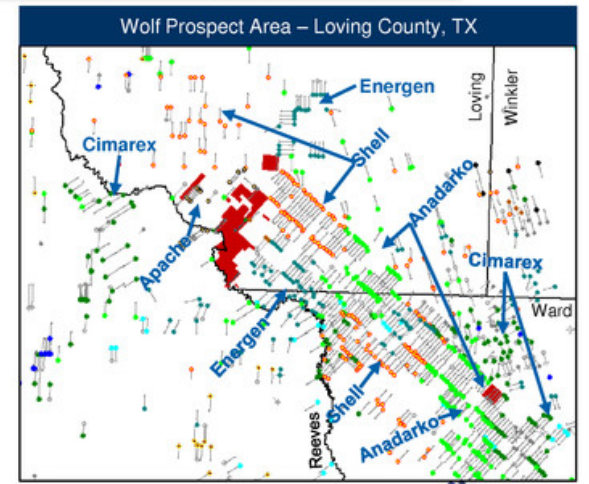 Wolf Prospect Area – Loving County, TX
Energen
Loving
Winkler
Cimarex
Shell
Anadarko
Apache
Cimarex
Ward
Energen
Shell
Anadarko
Reeves